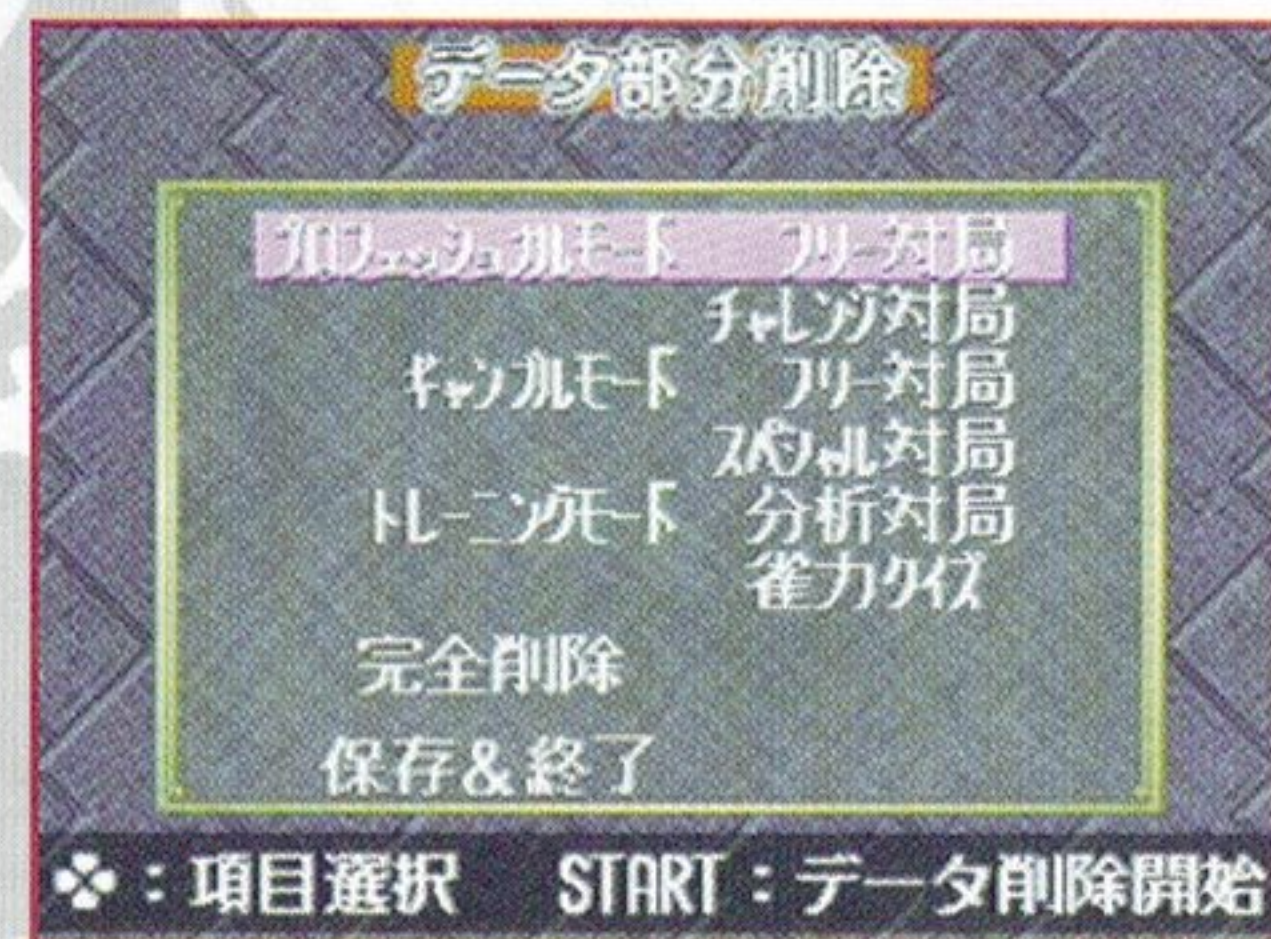 データ部分削除
プロフェッショナルモード フリー対局
チャレンジ対局
ギャンブルモード フリー対局
スペシャル対局
トレーニングモード 分析対局
雀力クイズ
完全削除
保存&終了
:項目選択 START:データ削除開始